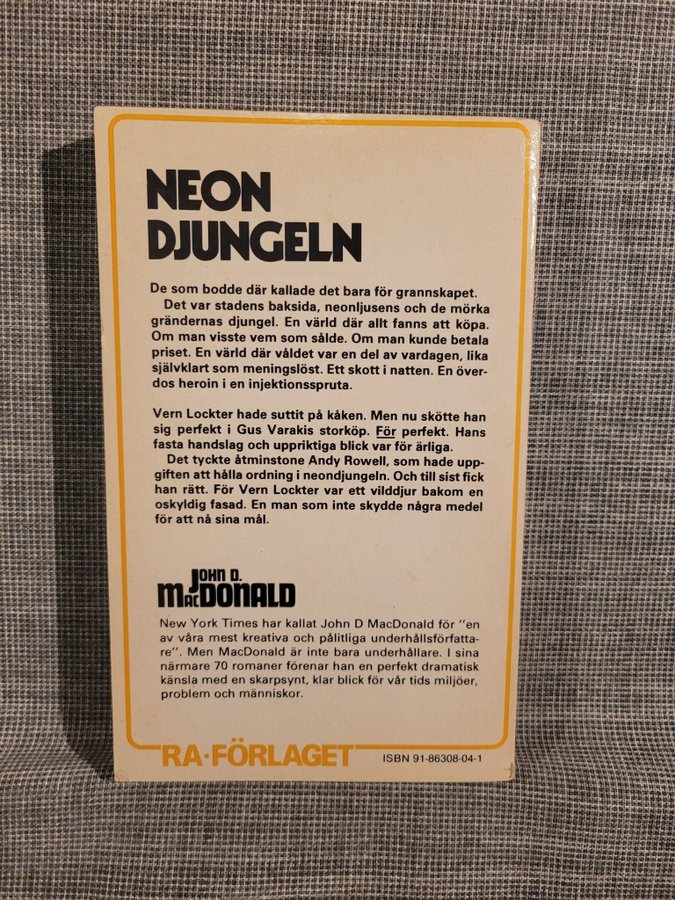 NEON
DJUNGELN
De som bodde där kallade det bara för grannskapet.
Det var stadens baksida, neonljusens och de mörka
grändernas djungel. En värld där allt fanns att köpa.
Om man visste vem som sålde. Om man kunde betala
priset. En värld där våldet var en del av vardagen, lika
självklart som meningslöst. Ett skott i natten. En över-
dos heroin i en injektionsspruta.
Vern Lockter hade suttit på kåken. Men nu skötte han
sig perfekt i Gus Varakis storköp. För perfekt. Hans
fasta handslag och uppriktiga blick var för ärliga.
Det tyckte åtminstone Andy Rowell, som hade upp-
giften att hålla ordning i neondjungeln. Och till sist fick
han rätt. För Vern Lockter var ett vilddjur bakom en
oskyldig fasad. En man som inte skydde några medel
för att nå sina mål.
JOHN D.
MACDONALD
New York Times har kallat John D MacDonald för "en
av våra mest kreativa och pålitliga underhållsförfatta-
re". Men MacDonald är inte bara underhållare. I sina
närmare 70 romaner förenar han en perfekt dramatisk
känsla med en skarpsynt, klar blick för vår tids miljöer,
problem och människor.
RA·FÖRLAGET
ISBN 91-86308-04-1